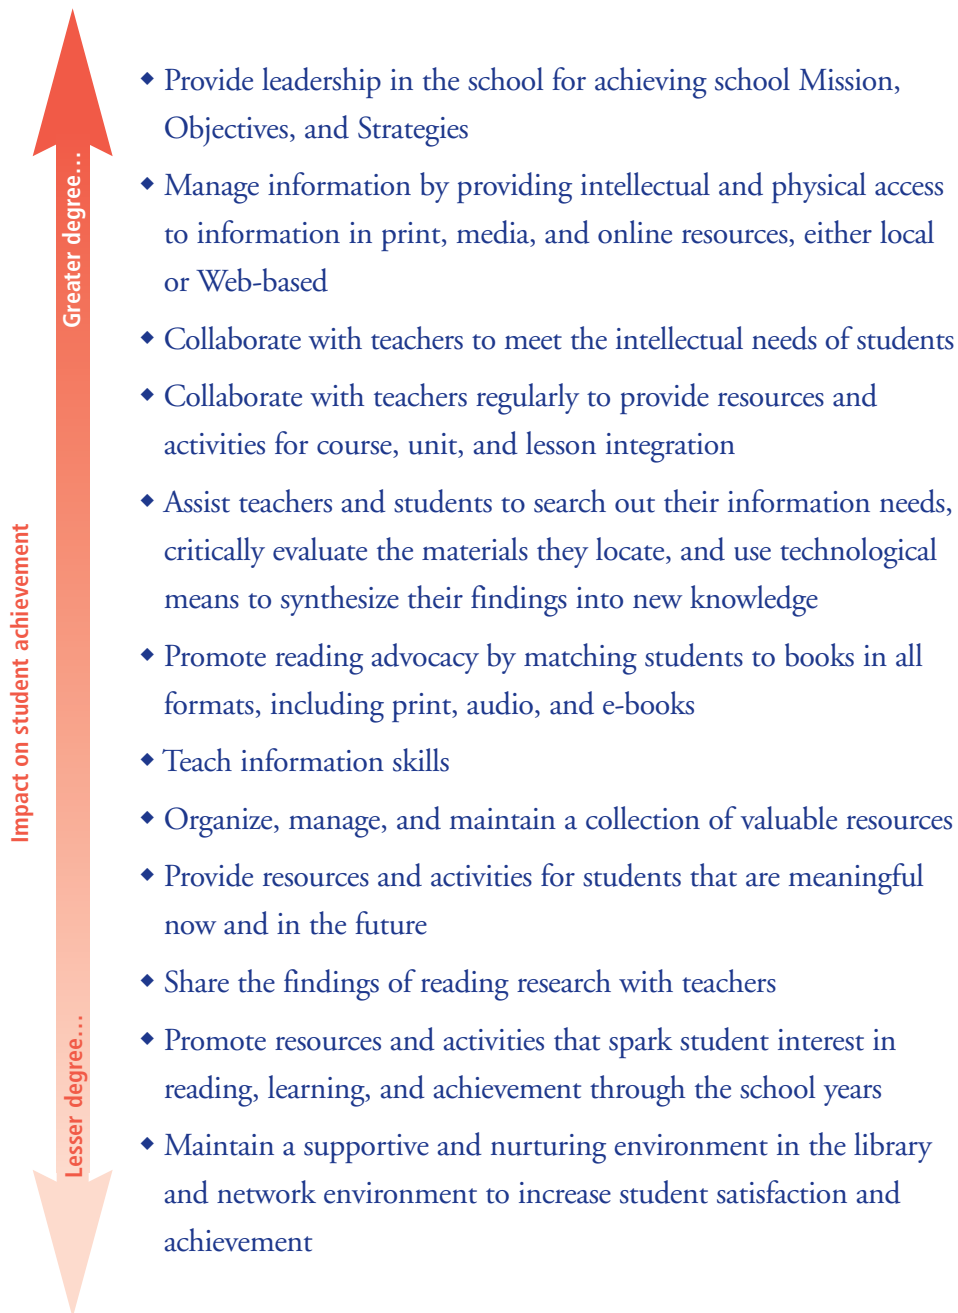 Impact on student achievement
Greater degree…
Lesser degree…
◆ Provide leadership in the school for achieving school Mission,
Objectives, and Strategies
◆ Manage information by providing intellectual and physical access
to information in print, media, and online resources, either local
or Web-based
◆ Collaborate with teachers to meet the intellectual needs of students
◆ Collaborate with teachers regularly to provide resources and
activities for course, unit, and lesson integration
◆ Assist teachers and students to search out their information needs,
critically evaluate the materials they locate, and use technological
means to synthesize their findings into new knowledge
◆ Promote reading advocacy by matching students to books in all
formats, including print, audio, and e-books
◆ Teach information skills
◆ Organize, manage, and maintain a collection of valuable resources
◆ Provide resources and activities for students that are meaningful
now and in the future
◆ Share the findings of reading research with teachers
◆ Promote resources and activities that spark student interest in
reading, learning, and achievement through the school years
◆ Maintain a supportive and nurturing environment in the library
and network environment to increase student satisfaction and
achievement